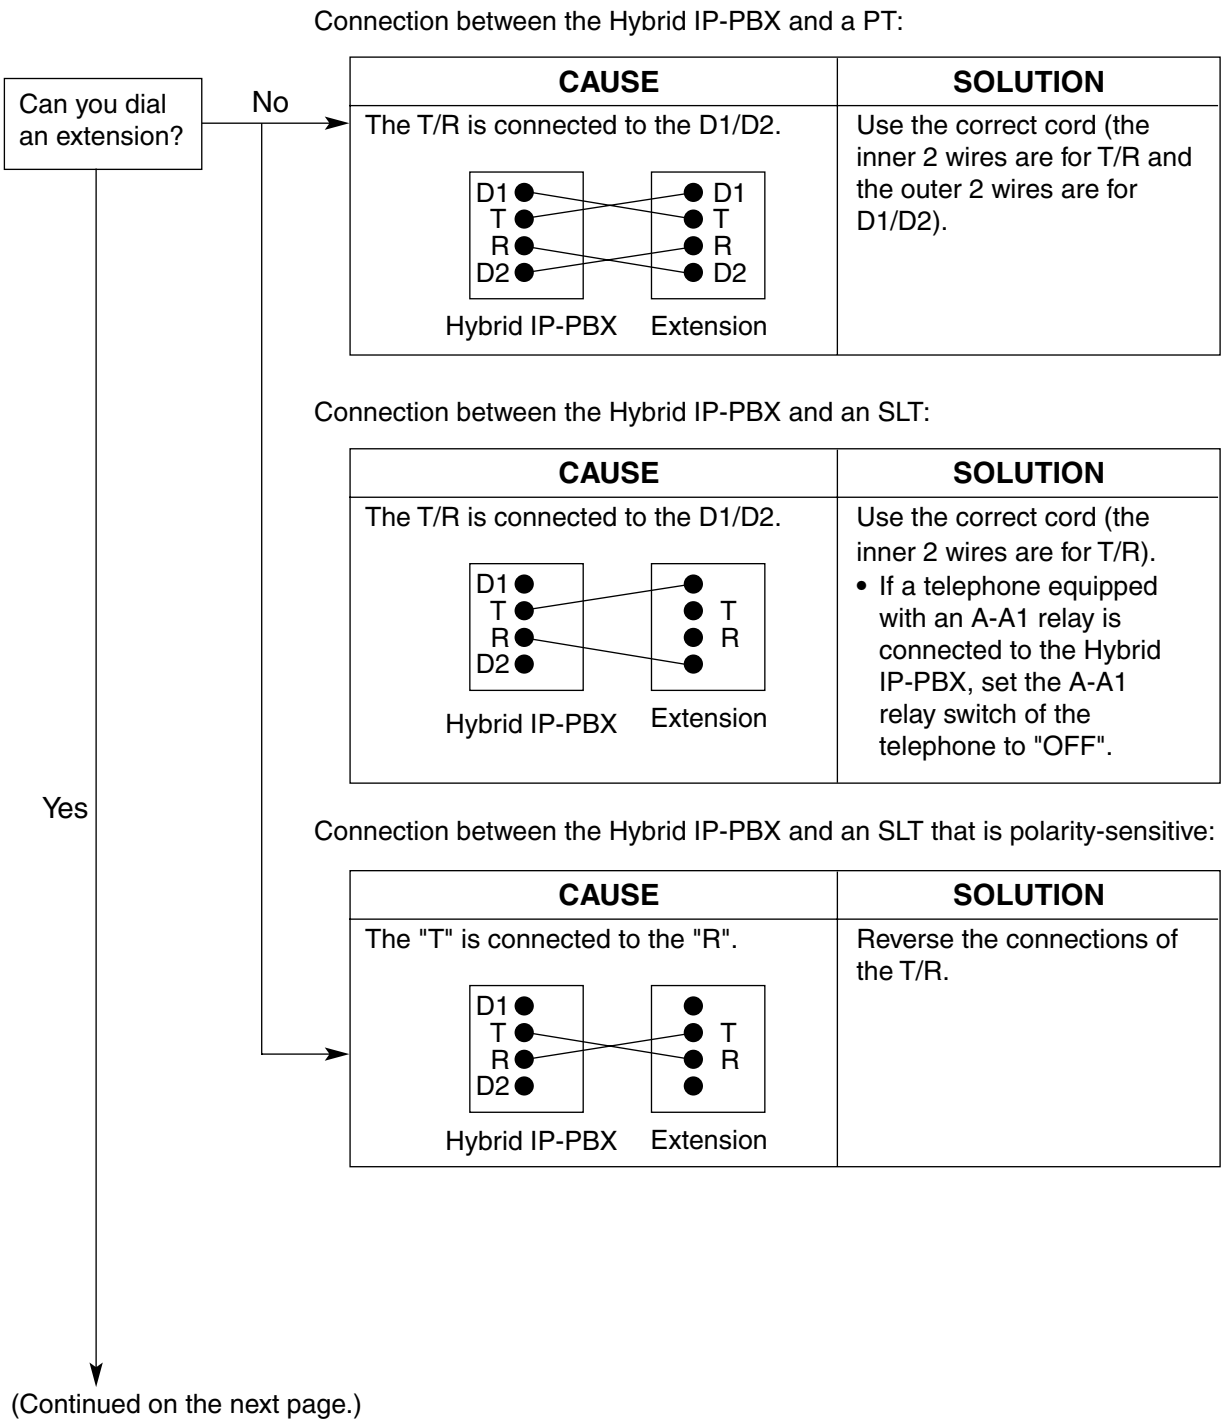 Connection between the Hybrid IP-PBX and a PT:
Can you dial
an extension?
No
CAUSE
SOLUTION
The T/R is connected to the D1/D2.
D1
T
R
D2
D1
T
R
D2
Hybrid IP-PBX
Extension
Use the correct cord (the
inner 2 wires are for T/R and
the outer 2 wires are for
D1/D2).
Connection between the Hybrid IP-PBX and an SLT:
CAUSE
SOLUTION
The T/R is connected to the D1/D2.
D1
T
R
D2
T
R
Hybrid IP-PBX
Extension
Use the correct cord (the
inner 2 wires are for T/R).
• If a telephone equipped
with an A-A1 relay is
connected to the Hybrid
IP-PBX, set the A-A1
relay switch of the
telephone to "OFF".
Yes
Connection between the Hybrid IP-PBX and an SLT that is polarity-sensitive:
CAUSE
SOLUTION
The "T" is connected to the "R".
D1
T
R
D2
T
R
Hybrid IP-PBX
Extension
Reverse the connections of
the T/R.
(Continued on the next page.)